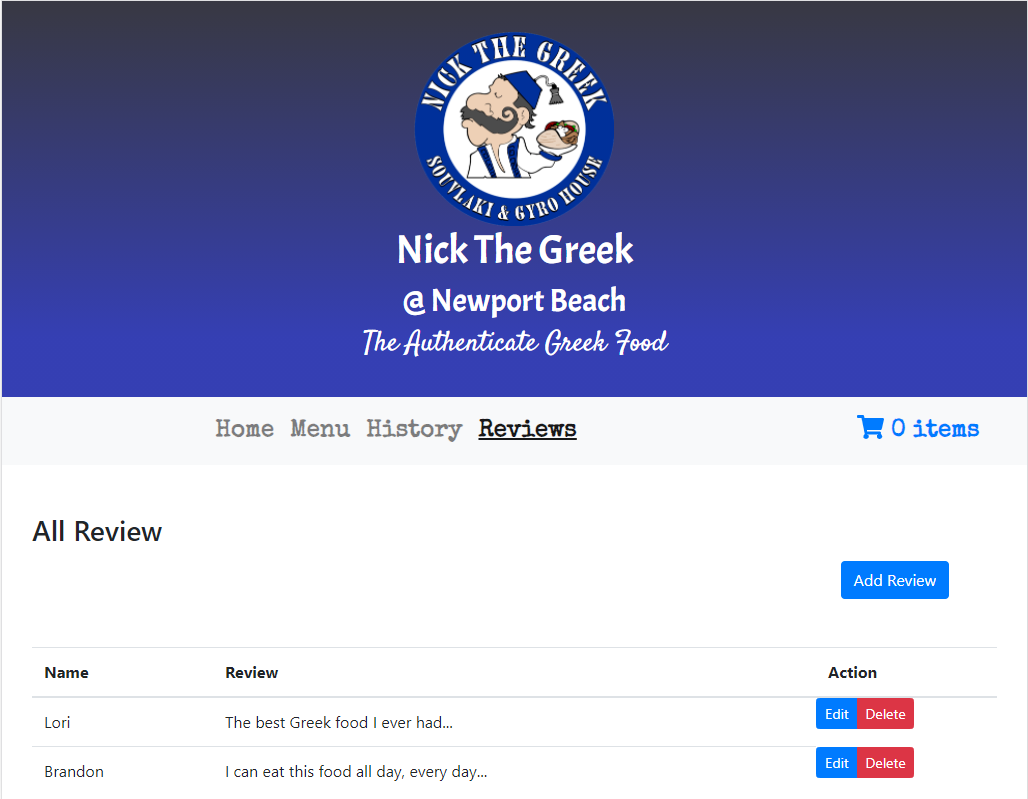 NICK THE GREEK
SOUVLAKI & GYRO HOUSE
Nick The Greek
@ Newport Beach
The Authenticate Greek Food
Home Menu History Reviews 0 items
All Review
Add Review
Name Review Action
Lori The best Greek food I ever had... Edit Delete
Brandon I can eat this food all day, every day... Edit Delete